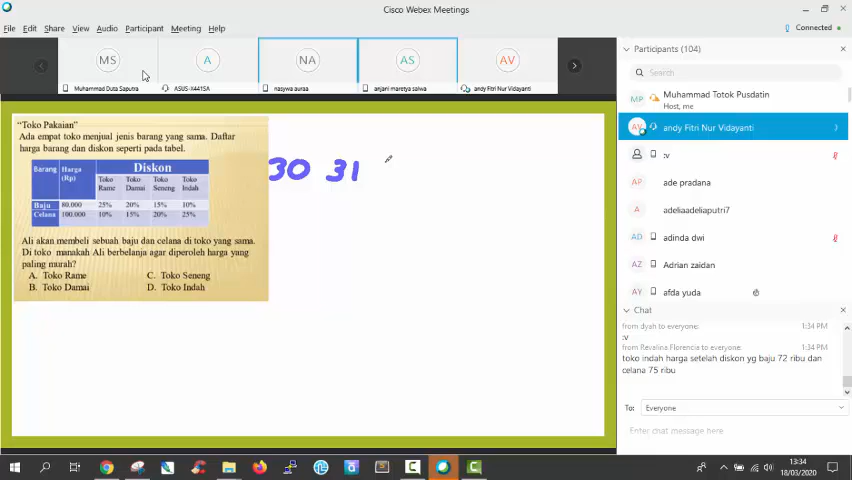 Cisco Webex Meetings
File Edit Share View Audio Participant Meeting Help
Connected
MS A NA AS AV
Muhammad Duta Saputra ASUS-X441SA nasywa auraa anjani maretya salwa andy Fitri Nur Vidayanti
Participants (104)
Search
MP Muhammad Totok Pusdatin
Host, me
AV andy Fitri Nur Vidayanti
:v
AP ade pradana
A adeliaadeliaputri7
AD adinda dwi
AZ Adrian zaidan
AY afda yuda
Chat
from dyah to everyone: 1:34 PM
:v
from Revalina Florencia to everyone: 1:34 PM
toko indah harga setelah diskon yg baju 72 ribu dan
celana 75 ribu
To: Everyone
Enter chat message here
"Toko Pakaian"
Ada empat toko menjual jenis barang yang sama. Daftar
harga barang dan diskon seperti pada tabel.
Barang Harga (Rp) Diskon
Toko Rame Toko Damai Toko Seneng Toko Indah
Baju 80.000 25% 20% 15% 10%
Celana 100.000 10% 15% 20% 25%
30 31
Ali akan membeli sebuah baju dan celana di toko yang sama.
Di toko manakah Ali berbelanja agar diperoleh harga yang
paling murah?
A. Toko Rame C. Toko Seneng
B. Toko Damai D. Toko Indah
13:34
18/03/2020